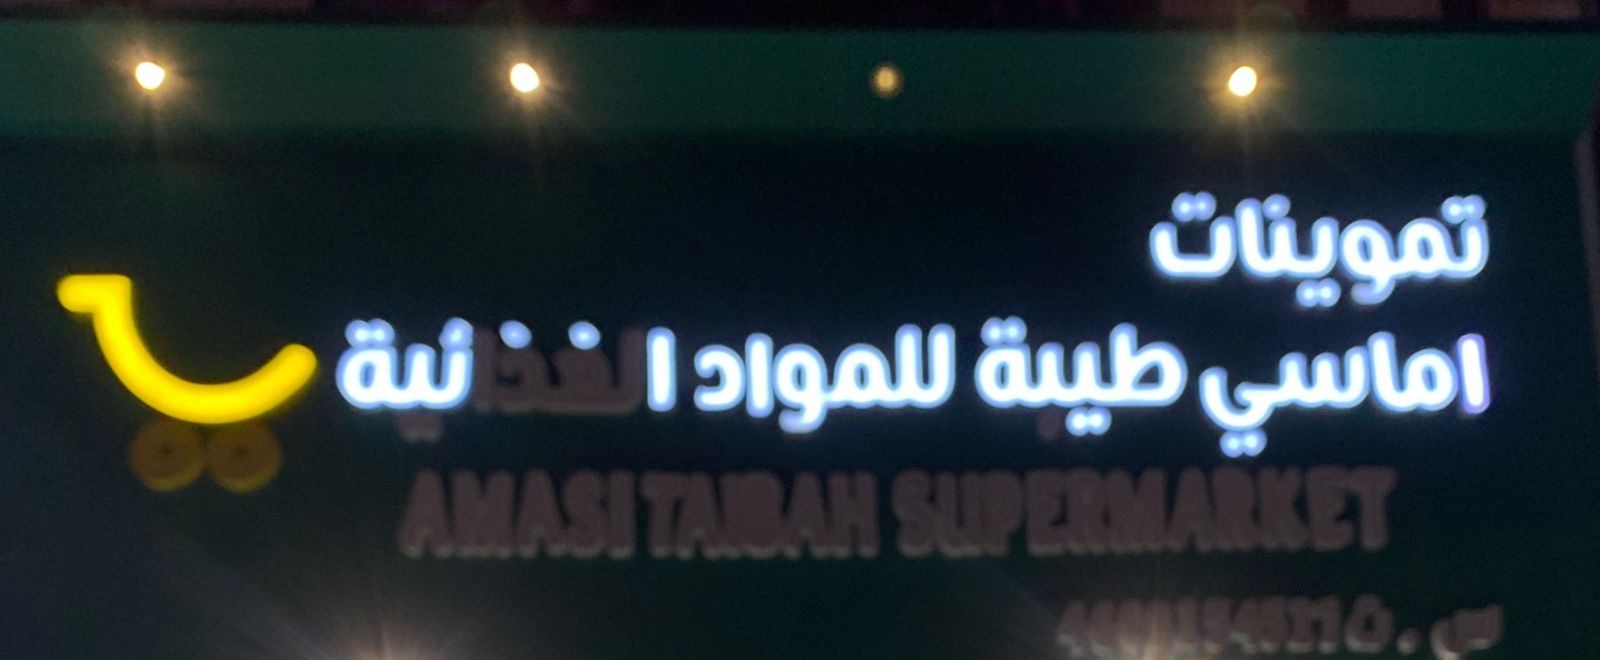 تموينات
اماسي طيبة للمواد الغذائية
AMASI TAIBAH SUPERMARKET
س . ت